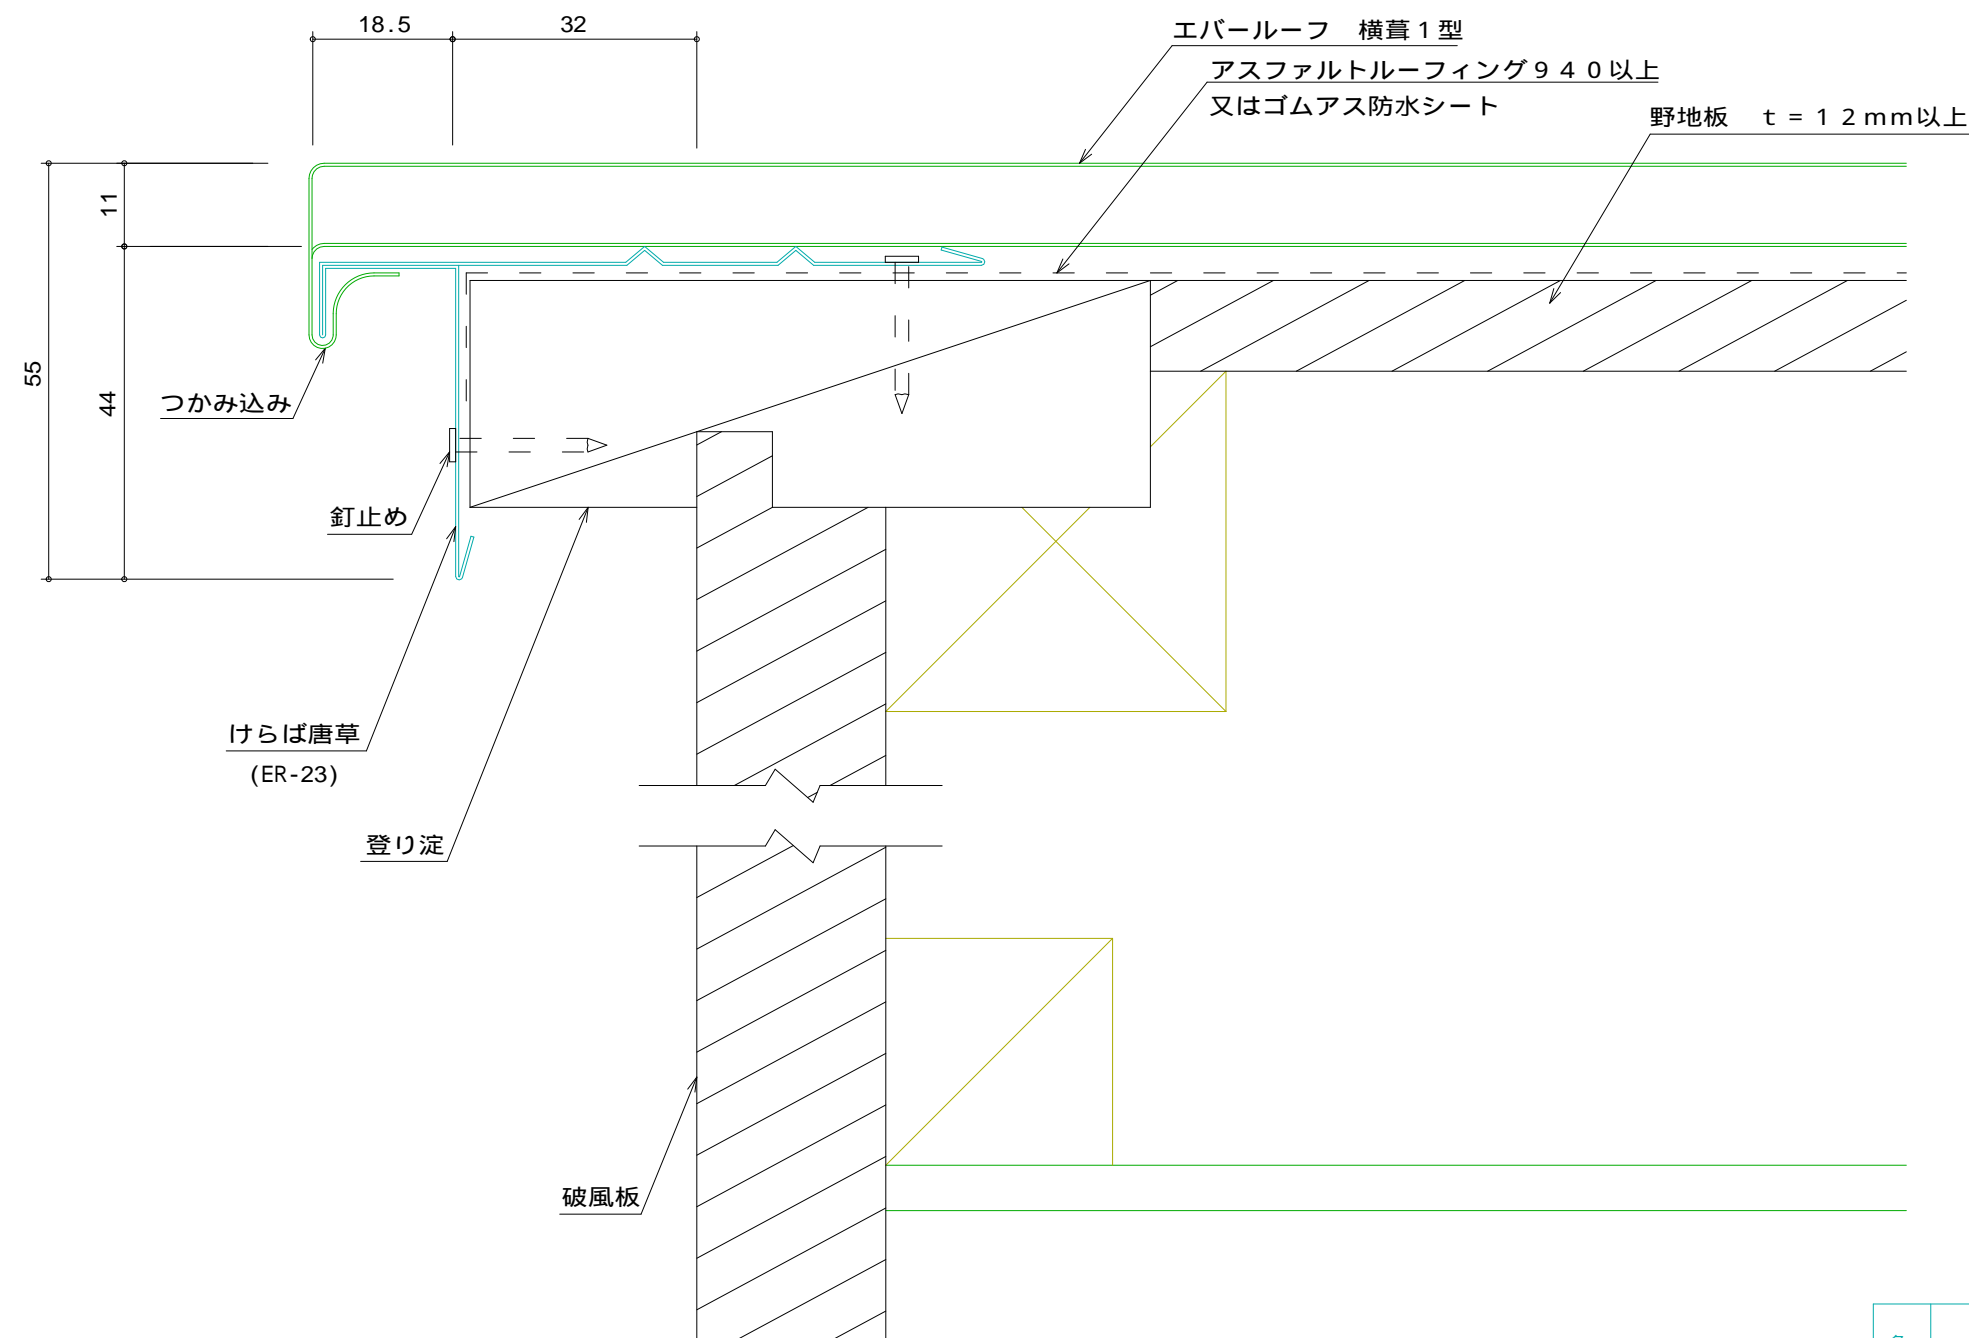 18.5
32
エバールーフ　横葺１型
アスファルトルーフィング９４０以上
又はゴムアス防水シート
野地板　ｔ＝１２mm以上
11
55
44
つかみ込み
釘止め
けらば唐草
(ER-23)
登り淀
破風板